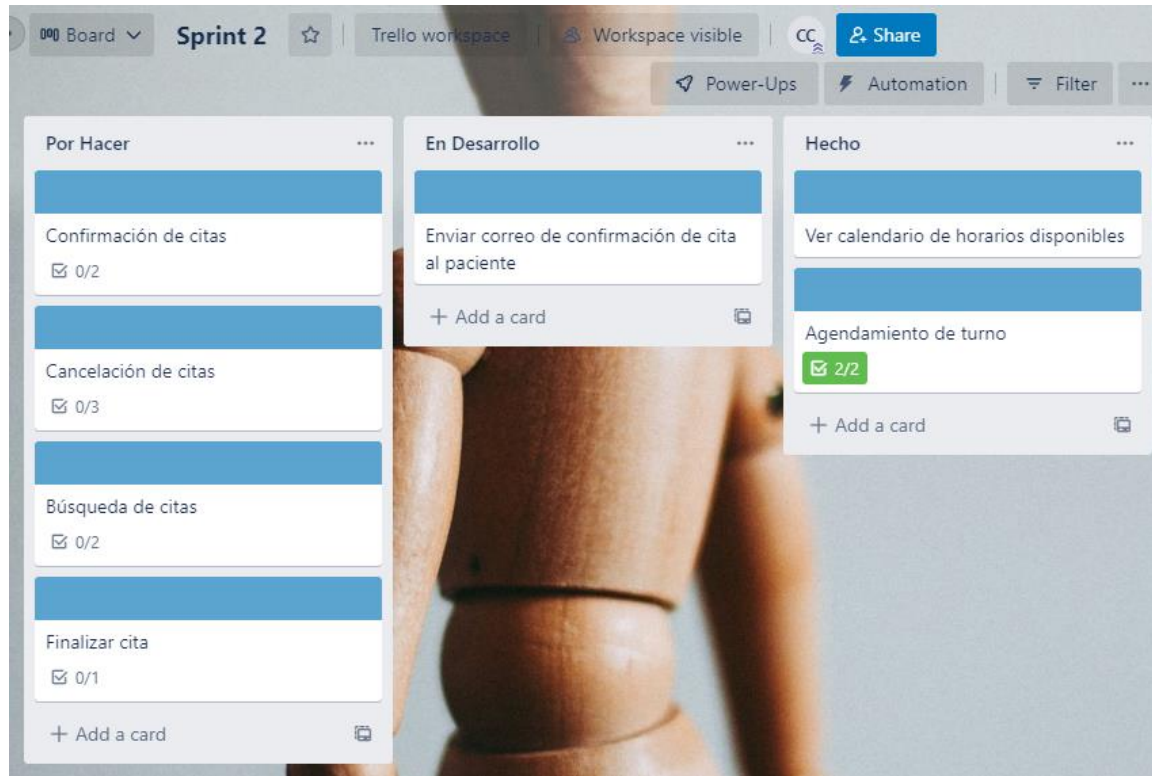 Board
Sprint 2
Trello workspace
Workspace visible
CC
Share
Power-Ups
Automation
Filter
Por Hacer
Confirmación de citas
0/2
Cancelación de citas
0/3
Búsqueda de citas
0/2
Finalizar cita
0/1
+ Add a card
En Desarrollo
Enviar correo de confirmación de cita
al paciente
+ Add a card
Hecho
Ver calendario de horarios disponibles
Agendamiento de turno
2/2
+ Add a card